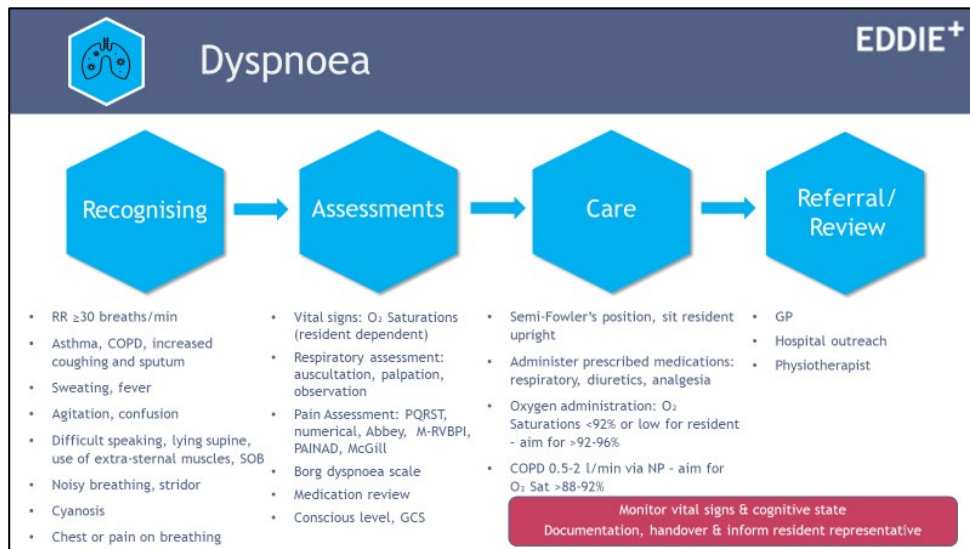 Dyspnoea
EDDIE+
Recognising
Assessments
Care
Referral/
Review
• RR ≥30 breaths/min
• Asthma, COPD, increased
coughing and sputum
• Sweating, fever
• Agitation, confusion
• Difficult speaking, lying supine,
use of extra-sternal muscles, SOB
• Noisy breathing, stridor
• Cyanosis
• Chest or pain on breathing
• Vital signs: O₂ Saturations
(resident dependent)
• Respiratory assessment:
auscultation, palpation,
observation
• Pain Assessment: PQRST,
numerical, Abbey, M-RVBPI,
PAINAD, McGill
• Borg dyspnoea scale
• Medication review
• Conscious level, GCS
• Semi-Fowler's position, sit resident
upright
• Administer prescribed medications:
respiratory, diuretics, analgesia
• Oxygen administration: O₂
Saturations <92% or low for resident
- aim for >92-96%
• COPD 0.5-2 l/min via NP - aim for
O₂ Sat >88-92%
• GP
• Hospital outreach
• Physiotherapist
Monitor vital signs & cognitive state
Documentation, handover & inform resident representative